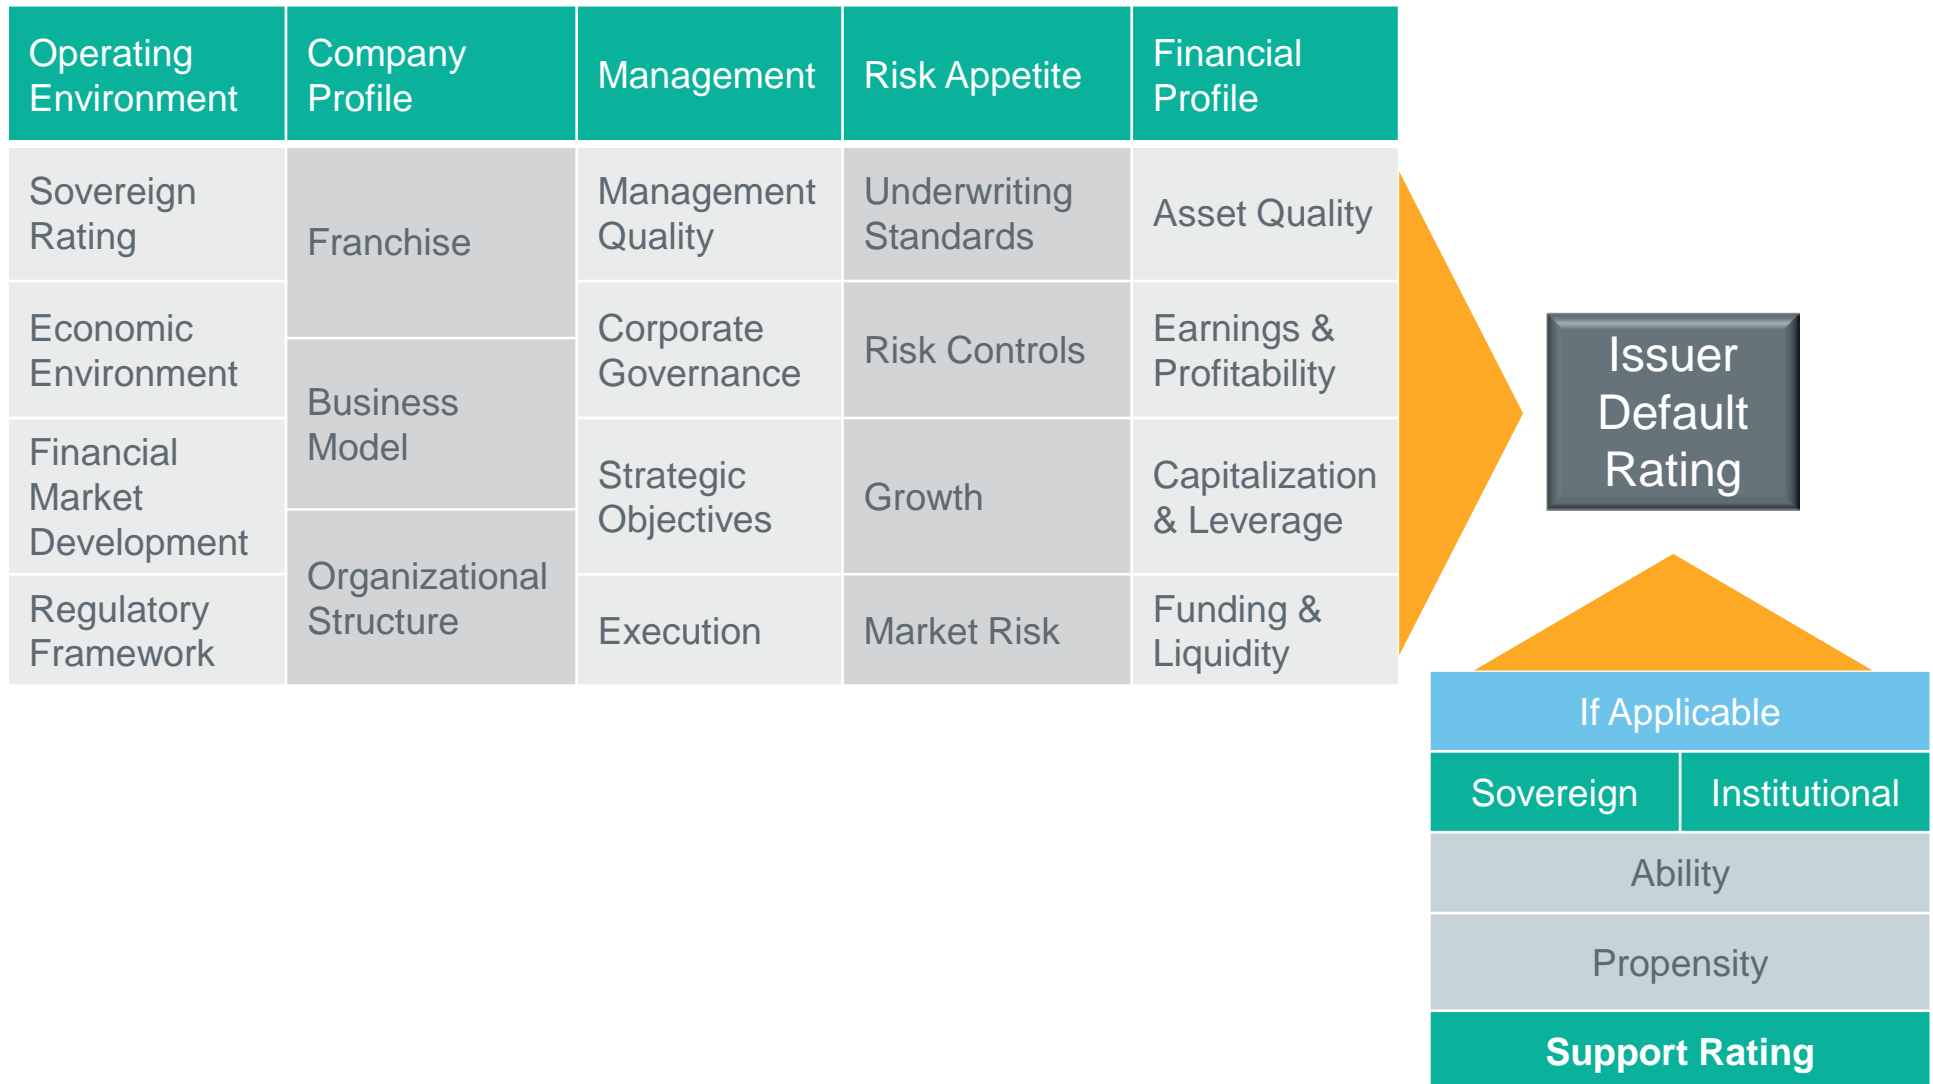 Operating
Environment
Company
Profile
Management
Risk Appetite
Financial
Profile
Sovereign
Rating
Economic
Environment
Financial
Market
Development
Regulatory
Framework
Franchise
Business
Model
Organizational
Structure
Management
Quality
Corporate
Governance
Strategic
Objectives
Execution
Underwriting
Standards
Risk Controls
Growth
Market Risk
Asset Quality
Earnings &
Profitability
Capitalization
& Leverage
Funding &
Liquidity
Issuer
Default
Rating
If Applicable
Sovereign
Institutional
Ability
Propensity
Support Rating